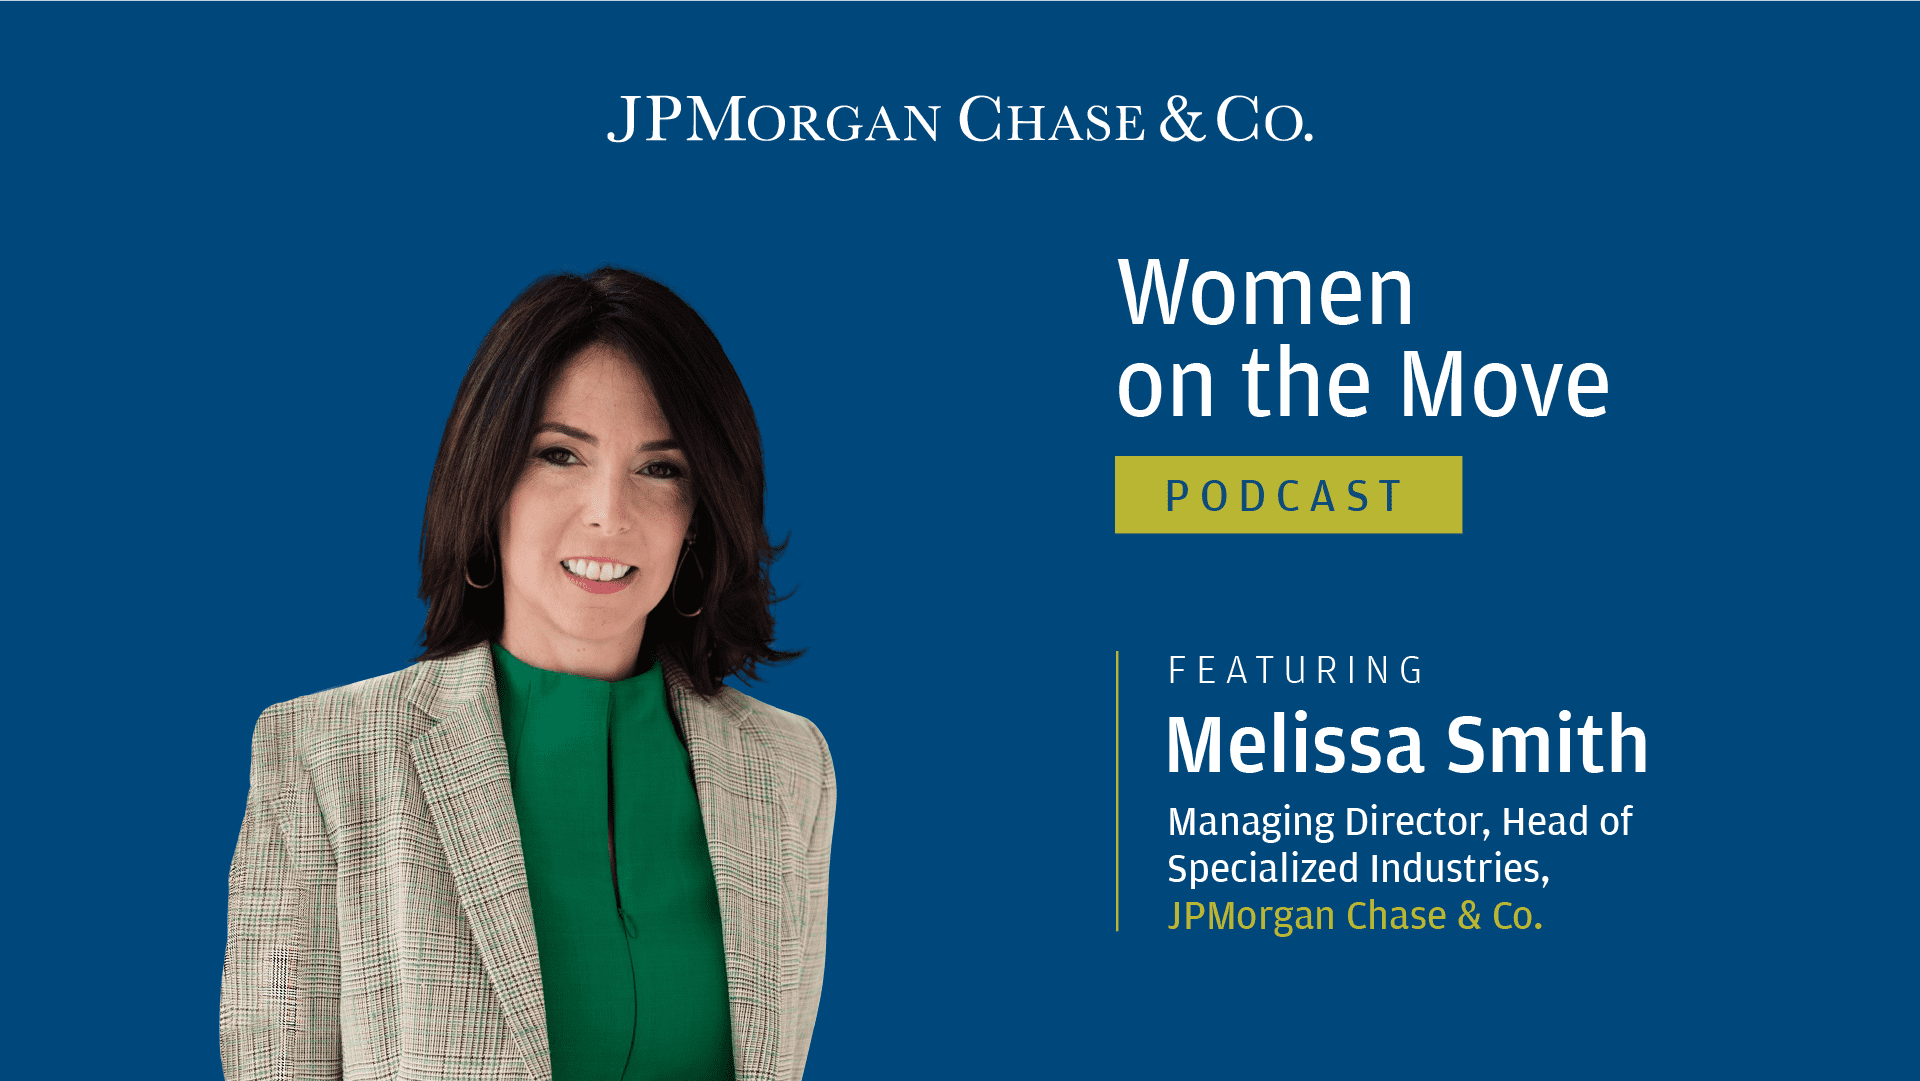 JPMORGAN CHASE & CO.
Women
on the Move
PODCAST
FEATURING
Melissa Smith
Managing Director, Head of
Specialized Industries,
JPMorgan Chase & Co.